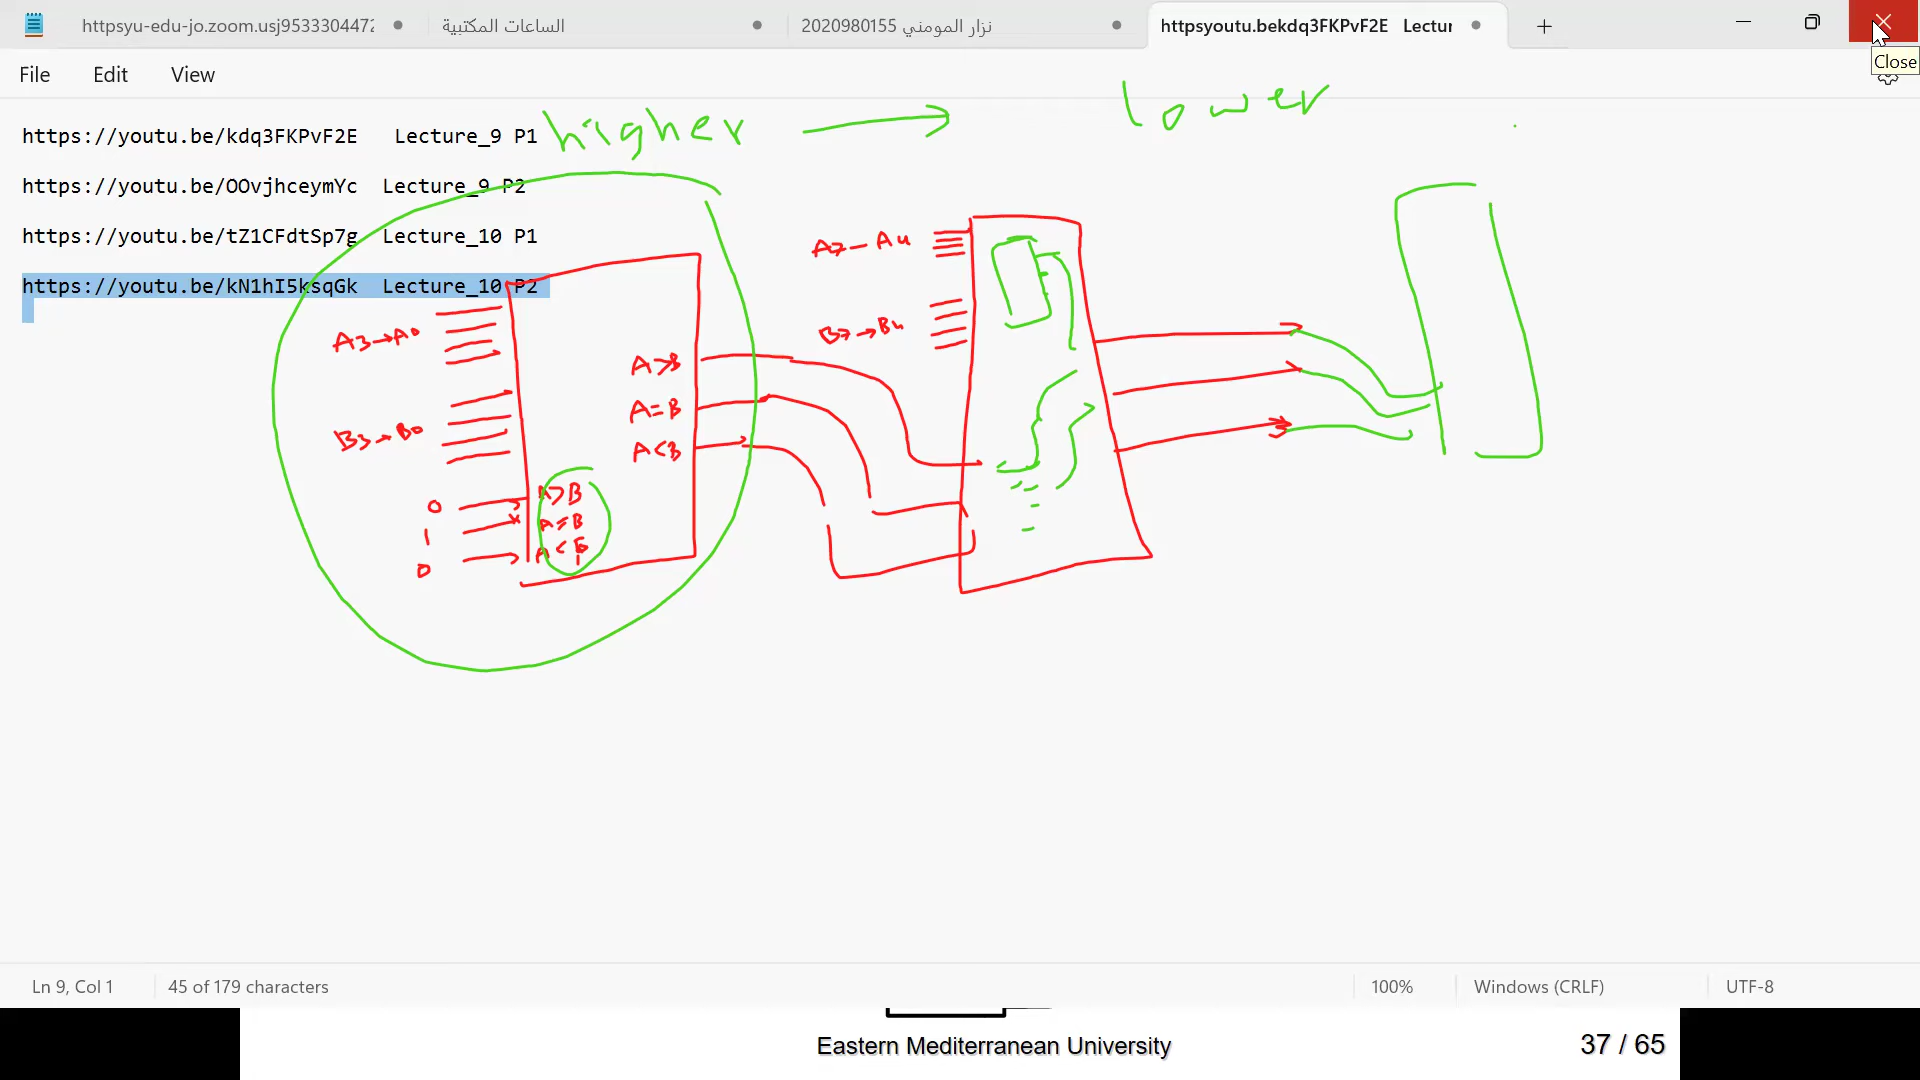 httpsyu-edu-jo.zoom.usj9533304472
الساعات المكتبية
نزار المومني 2020980155
httpsyoutu.bekdq3FKPvF2E Lectur
Close
File Edit View
higher → lower
https://youtu.be/kdq3FKPvF2E Lecture_9 P1
https://youtu.be/OOvjhceymYc Lecture_9 P2
https://youtu.be/tZ1CFdtSp7g Lecture_10 P1
https://youtu.be/kN1hI5ksqGk Lecture_10 P2
A7-A4
B7→B4
A3→A0
B3→B0
A>B
A=B
A<B
0 A>B
1 A=B
0 A<B
Ln 9, Col 1 45 of 179 characters 100% Windows (CRLF) UTF-8
Eastern Mediterranean University
37 / 65